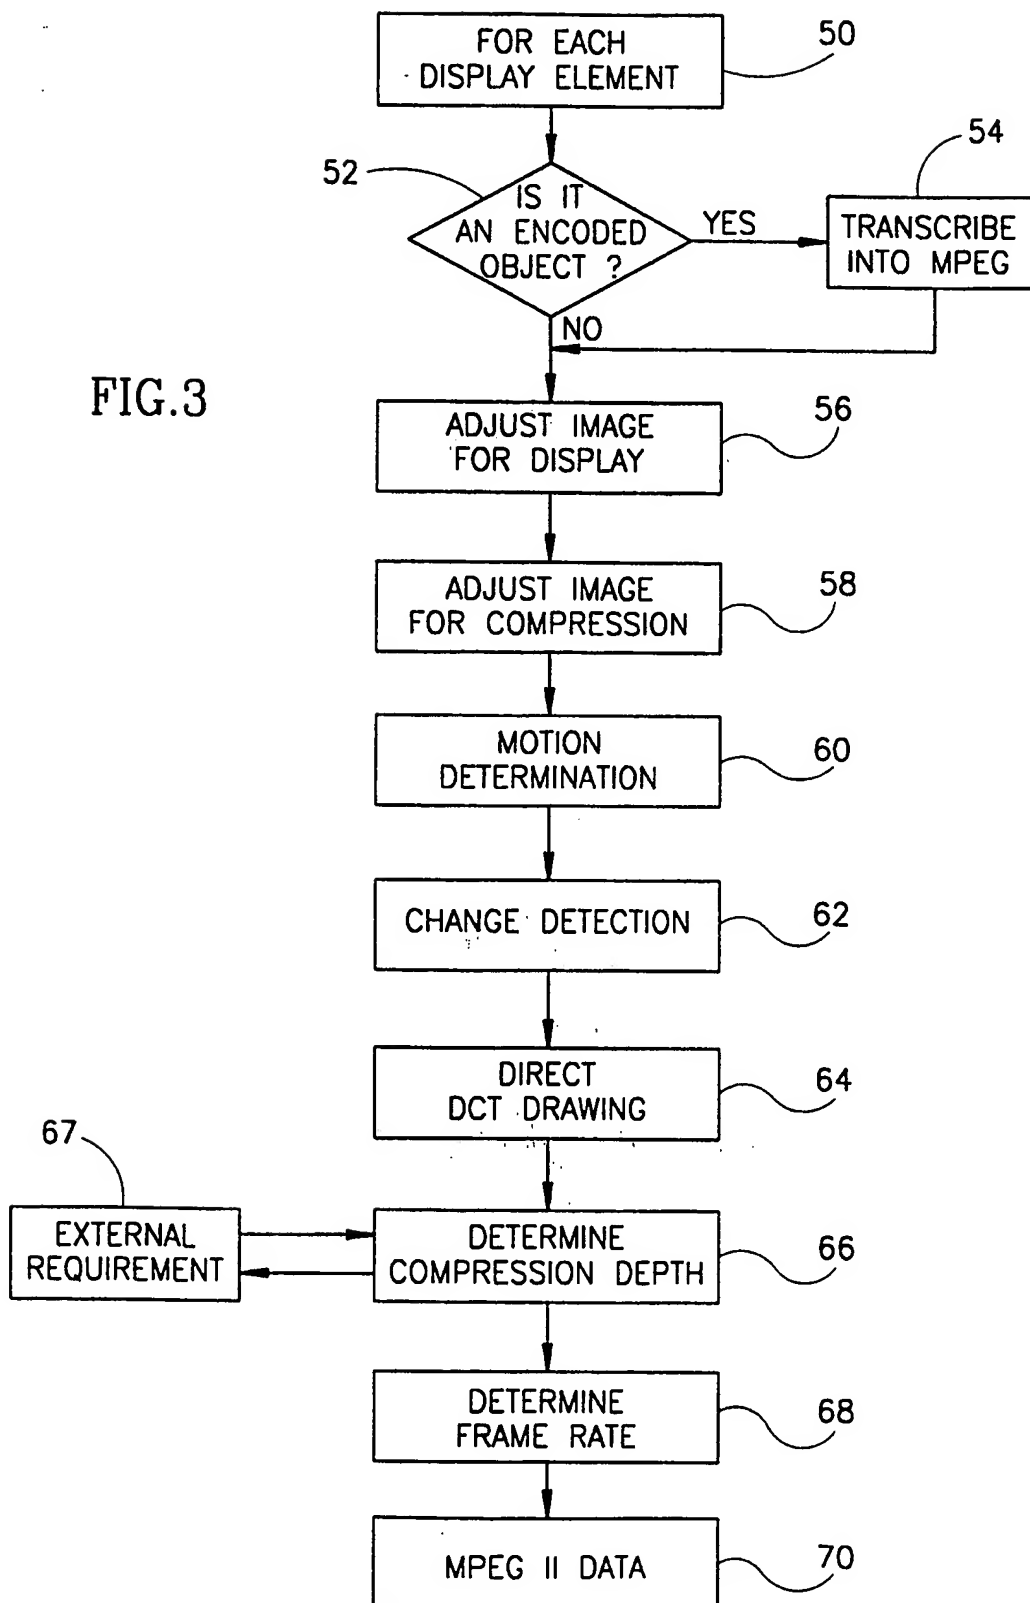 FOR EACH
DISPLAY ELEMENT
50
52
IS IT
AN ENCODED
OBJECT ?
YES
54
TRANSCRIBE
INTO MPEG
NO
FIG.3
ADJUST IMAGE
FOR DISPLAY
56
ADJUST IMAGE
FOR COMPRESSION
58
MOTION
DETERMINATION
60
CHANGE DETECTION
62
DIRECT
DCT DRAWING
64
67
EXTERNAL
REQUIREMENT
DETERMINE
COMPRESSION DEPTH
66
DETERMINE
FRAME RATE
68
MPEG II DATA
70